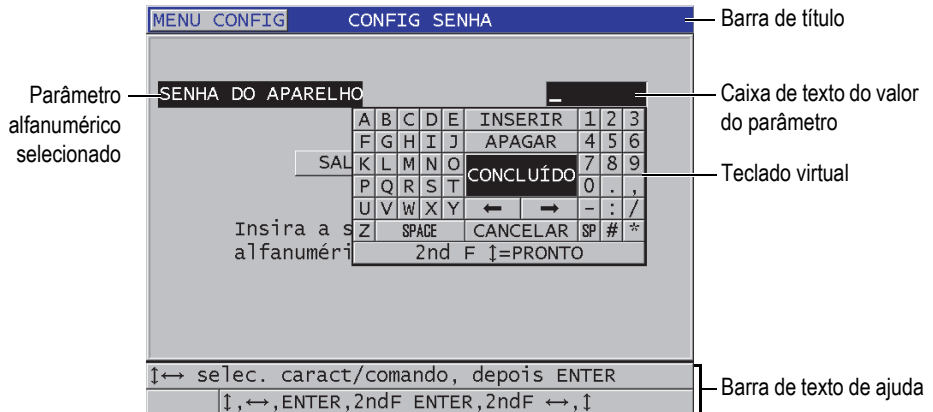 MENU CONFIG CONFIG SENHA
Barra de título
Parâmetro
alfanumérico
selecionado
SENHA DO APARELHO _
Caixa de texto do valor
do parâmetro
A B C D E INSERIR 1 2 3
F G H I J APAGAR 4 5 6
SAL K L M N O CONCLUÍDO 7 8 9
Teclado virtual
P Q R S T 0 . ,
U V W X Y ← → - : /
Insira a s Z SPACE CANCELAR SP # *
alfanuméri 2nd F ↕=PRONTO
↕↔ selec. caract/comando, depois ENTER
↕,↔,ENTER,2ndF ENTER,2ndF ↔,↕
Barra de texto de ajuda